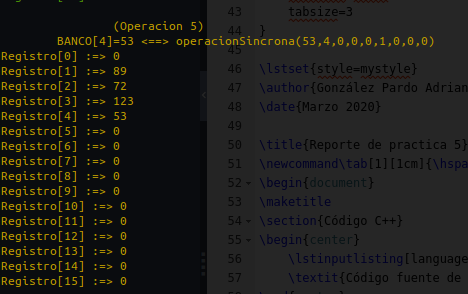 (Operacion 5)
BANCO[4]=53 <==> operacionSincrona(53,4,0,0,0,1,0,0,0)
Registro[0] :=> 0
Registro[1] :=> 89
Registro[2] :=> 72
Registro[3] :=> 123
Registro[4] :=> 53
Registro[5] :=> 0
Registro[6] :=> 0
Registro[7] :=> 0
Registro[8] :=> 0
Registro[9] :=> 0
Registro[10] :=> 0
Registro[11] :=> 0
Registro[12] :=> 0
Registro[13] :=> 0
Registro[14] :=> 0
Registro[15] :=> 0
43 tabsize=3
44 }
45
46 \lstset{style=mystyle}
47 \author{González Pardo Adrian
48 \date{Marzo 2020}
49
50 \title{Reporte de practica 5}
51 \newcommand\tab[1][1cm]{\hspa
52 \begin{document}
53 \maketitle
54 \section{Código C++}
55 \begin{center}
56 \lstinputlisting[language
57 \textit{Código fuente de